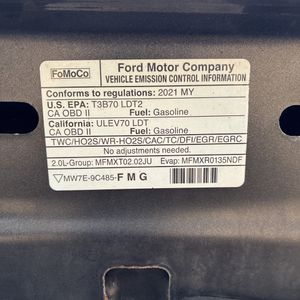 FoMoCo
Ford Motor Company
VEHICLE EMISSION CONTROL INFORMATION
Conforms to regulations: 2021 MY
U.S. EPA: T3B70 LDT2
CA OBD II Fuel: Gasoline
California: ULEV70 LDT
CA OBD II Fuel: Gasoline
TWC/HO2S/WR-HO2S/CAC/TC/DFI/EGR/EGRC
No adjustments needed.
2.0L-Group: MFMXT02.02JU Evap: MFMXR0135NDF
MW7E-9C485-F M G